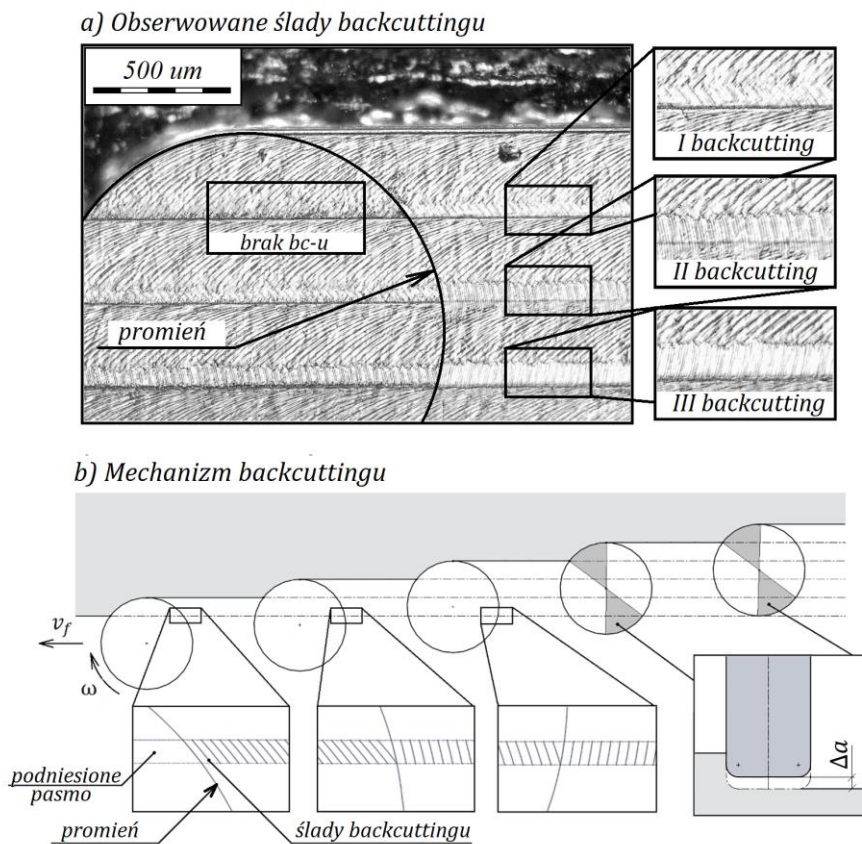 a) Obserwowane ślady backcuttingu
500 um
I backcutting
brak bc-u
II backcutting
promień
III backcutting
b) Mechanizm backcuttingu
v_f
ω
Δa
podniesione
pasmo
promień
ślady backcuttingu